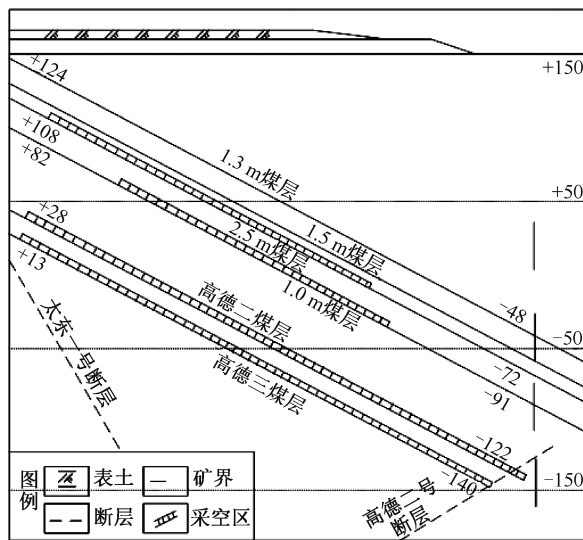 +124
+150
+108
+82
1.3 m煤层
+50
+28
2.5 m煤层
1.5 m煤层
+13
高德二煤层
1.0 m煤层
-48
太东一号断层
高德三煤层
-50
-72
-91
-122
-140
-150
高德二号
断层
图例
表土
矿界
断层
采空区